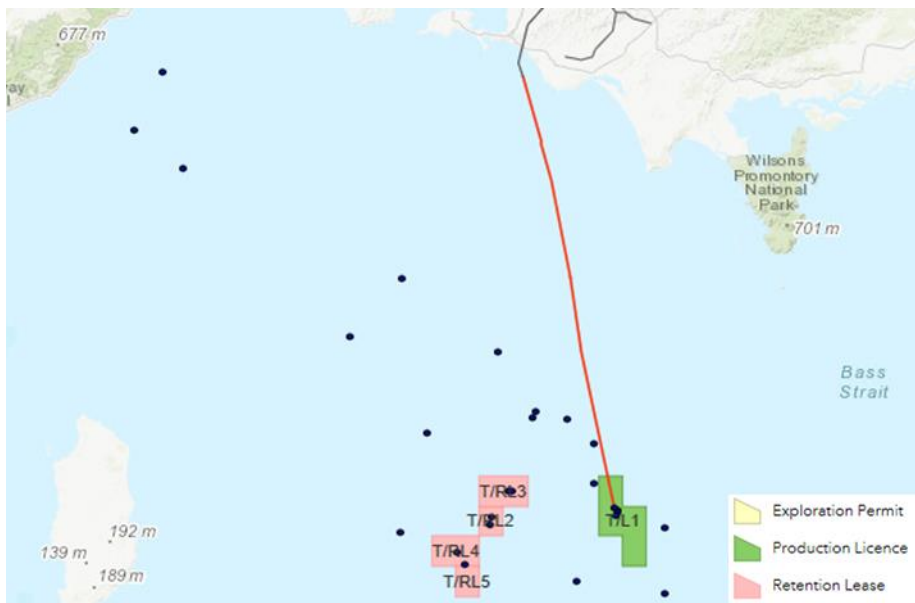 677 m
ay
Wilsons
Promontory
National
Park
701 m
Bass
Strait
T/RL3
T/RL2
T/L1
T/RL4
T/RL5
192 m
139 m
189 m
Exploration Permit
Production Licence
Retention Lease